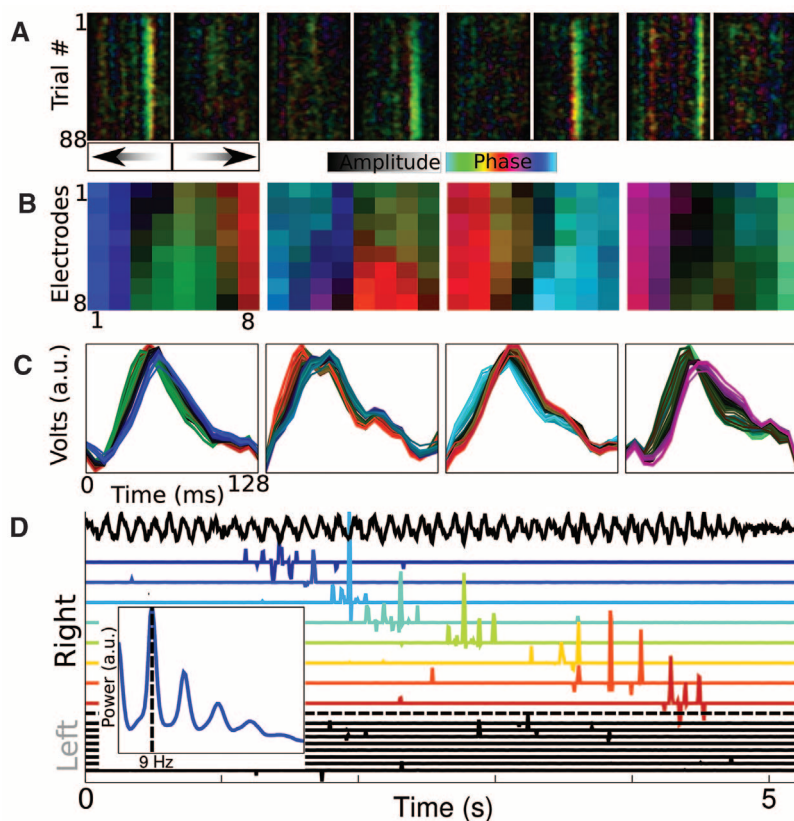 A
Trial #
1
88
Amplitude
Phase
B
Electrodes
1
8
1
8
C
Volts (a.u.)
0
Time (ms)
128
D
Right
Left
Power (a.u.)
9 Hz
0
Time (s)
5